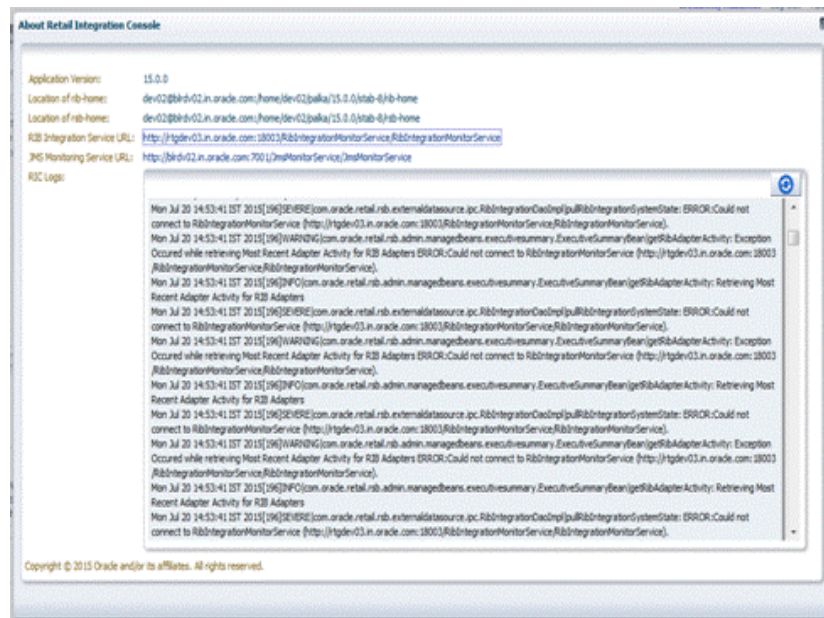 About Retail Integration Console
Application Version: 15.0.0
Location of rib-home: dev02@blrdv02.in.oracle.com:/home/dev02/palka/15.0.0/stab-8/rib-home
Location of rsb-home: dev02@blrdv02.in.oracle.com:/home/dev02/palka/15.0.0/stab-8/rsb-home
RIB Integration Service URL: http://rtgdev03.in.oracle.com:18003/RibIntegrationMonitorService/RibIntegrationMonitorService
JMS Monitoring Service URL: http://blrdv02.in.oracle.com:7001/JmsMonitorService/JmsMonitorService
RIC Logs:
Mon Jul 20 14:53:41 IST 2015[196]SEVERE|com.oracle.retail.rsb.externaldatasource.ipc.RibIntegrationDaoImpl|pullRibIntegrationSystemState: ERROR:Could not
connect to RibIntegrationMonitorService (http://rtgdev03.in.oracle.com:18003/RibIntegrationMonitorService/RibIntegrationMonitorService).
Mon Jul 20 14:53:41 IST 2015[196]WARNING|com.oracle.retail.rsb.admin.managedbeans.executivesummary.ExecutiveSummaryBean|getRibAdapterActivity: Exception
Occured while retrieving Most Recent Adapter Activity for RIB Adapters ERROR:Could not connect to RibIntegrationMonitorService (http://rtgdev03.in.oracle.com:18003
/RibIntegrationMonitorService/RibIntegrationMonitorService).
Mon Jul 20 14:53:41 IST 2015[196]INFO|com.oracle.retail.rsb.admin.managedbeans.executivesummary.ExecutiveSummaryBean|getRibAdapterActivity: Retrieving Most
Recent Adapter Activity for RIB Adapters
Mon Jul 20 14:53:41 IST 2015[196]SEVERE|com.oracle.retail.rsb.externaldatasource.ipc.RibIntegrationDaoImpl|pullRibIntegrationSystemState: ERROR:Could not
connect to RibIntegrationMonitorService (http://rtgdev03.in.oracle.com:18003/RibIntegrationMonitorService/RibIntegrationMonitorService).
Mon Jul 20 14:53:41 IST 2015[196]WARNING|com.oracle.retail.rsb.admin.managedbeans.executivesummary.ExecutiveSummaryBean|getRibAdapterActivity: Exception
Occured while retrieving Most Recent Adapter Activity for RIB Adapters ERROR:Could not connect to RibIntegrationMonitorService (http://rtgdev03.in.oracle.com:18003
/RibIntegrationMonitorService/RibIntegrationMonitorService).
Mon Jul 20 14:53:41 IST 2015[196]INFO|com.oracle.retail.rsb.admin.managedbeans.executivesummary.ExecutiveSummaryBean|getRibAdapterActivity: Retrieving Most
Recent Adapter Activity for RIB Adapters
Mon Jul 20 14:53:41 IST 2015[196]SEVERE|com.oracle.retail.rsb.externaldatasource.ipc.RibIntegrationDaoImpl|pullRibIntegrationSystemState: ERROR:Could not
connect to RibIntegrationMonitorService (http://rtgdev03.in.oracle.com:18003/RibIntegrationMonitorService/RibIntegrationMonitorService).
Mon Jul 20 14:53:41 IST 2015[196]WARNING|com.oracle.retail.rsb.admin.managedbeans.executivesummary.ExecutiveSummaryBean|getRibAdapterActivity: Exception
Occured while retrieving Most Recent Adapter Activity for RIB Adapters ERROR:Could not connect to RibIntegrationMonitorService (http://rtgdev03.in.oracle.com:18003
/RibIntegrationMonitorService/RibIntegrationMonitorService).
Mon Jul 20 14:53:41 IST 2015[196]INFO|com.oracle.retail.rsb.admin.managedbeans.executivesummary.ExecutiveSummaryBean|getRibAdapterActivity: Retrieving Most
Recent Adapter Activity for RIB Adapters
Mon Jul 20 14:53:41 IST 2015[196]SEVERE|com.oracle.retail.rsb.externaldatasource.ipc.RibIntegrationDaoImpl|pullRibIntegrationSystemState: ERROR:Could not
connect to RibIntegrationMonitorService (http://rtgdev03.in.oracle.com:18003/RibIntegrationMonitorService/RibIntegrationMonitorService).
Copyright © 2015 Oracle and/or its affiliates. All rights reserved.